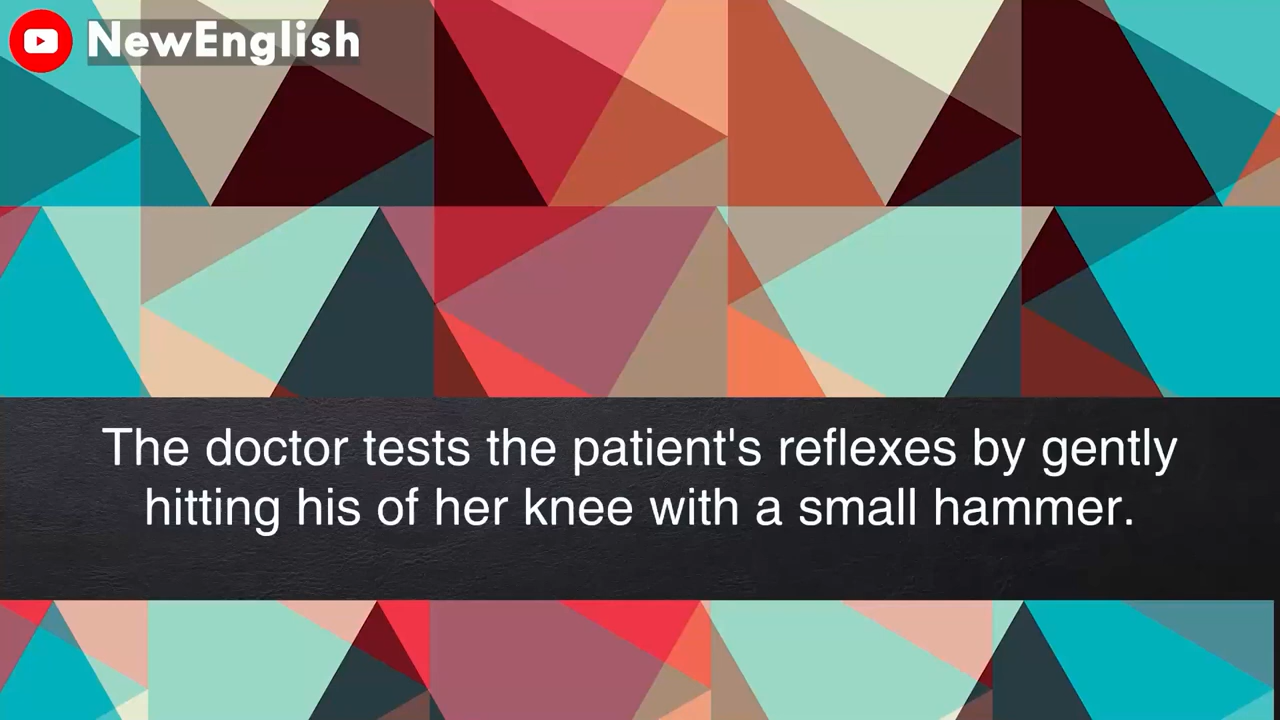 NewEnglish
The doctor tests the patient's reflexes by gently
hitting his of her knee with a small hammer.